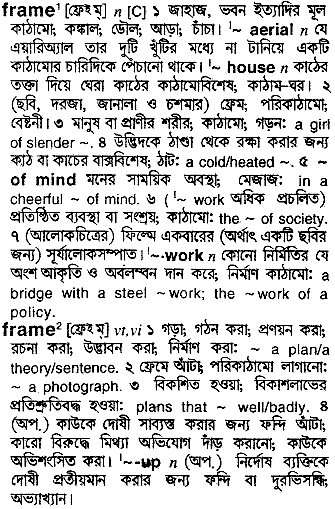 frame¹ [ফ্রেইম্] n [C] ১ জাহাজ, ভবন ইত্যাদির মূল
কাঠামো; কঙ্কাল; ডৌল; আড়া; চাঁচা। '~ aerial n যে
এয়ারিঅ্যাল তার দুটি খুঁটির মধ্যে না টানিয়ে একটি
কাঠামোর চারিদিকে পেঁচানো থাকে। '~ house n কাঠের
তক্তা দিয়ে ঘেরা কাঠের কাঠামোবিশেষ; কাঠাম-ঘর। ২
(ছবি, দরজা, জানালা ও চশমার) ফ্রেম; পরিকাঠামো;
বেষ্টনী। ৩ মানুষ বা প্রাণীর শরীর; কাঠামো; গড়ন: a girl
of slender ~. ৪ উদ্ভিদকে ঠাণ্ডা থেকে রক্ষা করার জন্য
কাঠ বা কাচের বাক্সবিশেষ; ঠাট: a cold/heated ~. ৫ ~
of mind মনের সাময়িক অবস্থা; মেজাজ: in a
cheerful ~ of mind. ৬ ('~ work অধিক প্রচলিত)
প্রতিষ্ঠিত ব্যবস্থা বা সংশ্রয়; কাঠামো: the ~ of society.
৭ (আলোকচিত্রের) ফিল্মে একবারের (অর্থাৎ একটি ছবির
জন্য) সূর্যালোকসম্পাত। '~-work n কোনো নির্মিতির যে
অংশ আকৃতি ও অবলম্বন দান করে; নির্মাণ কাঠামো: a
bridge with a steel ~work; the ~work of a
policy.
frame² [ফ্রেইম্] vt,vi ১ গড়া; গঠন করা; প্রণয়ন করা;
রচনা করা; উদ্ভাবন করা; নির্মাণ করা: ~ a plan/a
theory/sentence. ২ ফ্রেমে আঁটা; পরিকাঠামো লাগানো:
~ a photograph. ৩ বিকশিত হওয়া; বিকাশলাভের
প্রতিশ্রুতিবদ্ধ হওয়া: plans that ~ well/badly. ৪
(অপ.) কাউকে দোষী সাব্যস্ত করার জন্য ফন্দি আঁটা;
কারো বিরুদ্ধে মিথ্যা অভিযোগ দাঁড় করানো; কাউকে
অভিশংসিত করা। '~-up n (অপ.) নির্দোষ ব্যক্তিকে
দোষী প্রতীয়মান করার জন্য ফন্দি বা দুরভিসন্ধি;
অভ্যাখ্যান।